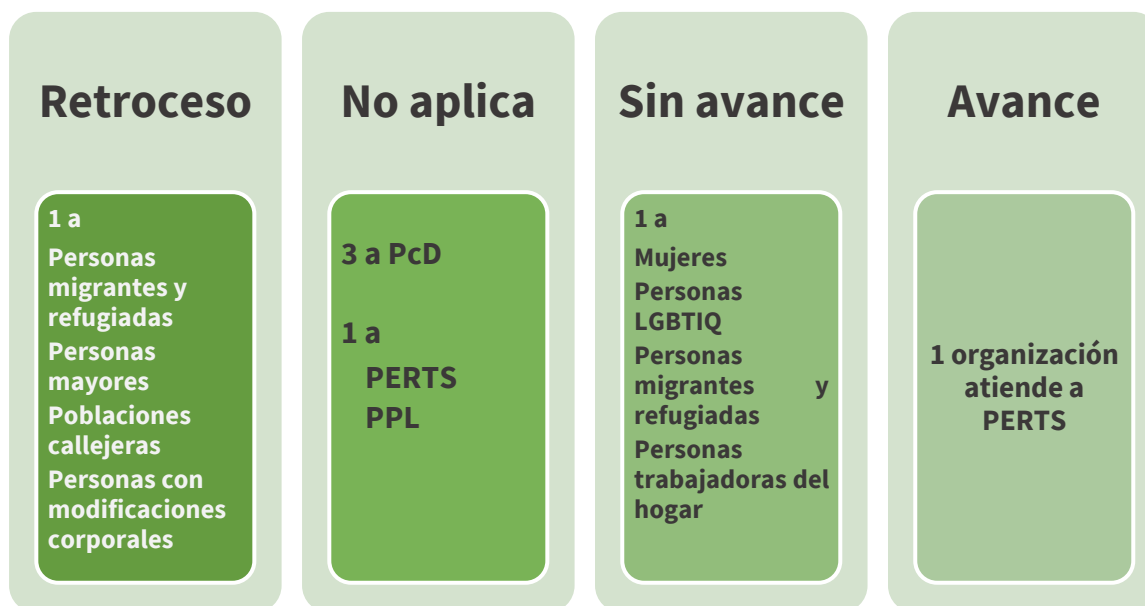 Retroceso
1 a
Personas
migrantes y
refugiadas
Personas
mayores
Poblaciones
callejeras
Personas con
modificaciones
corporales
No aplica
3 a PcD
1 a
PERTS
PPL
Sin avance
1 a
Mujeres
Personas
LGBTIQ
Personas
migrantes y
refugiadas
Personas
trabajadoras del
hogar
Avance
1 organización
atiende a
PERTS